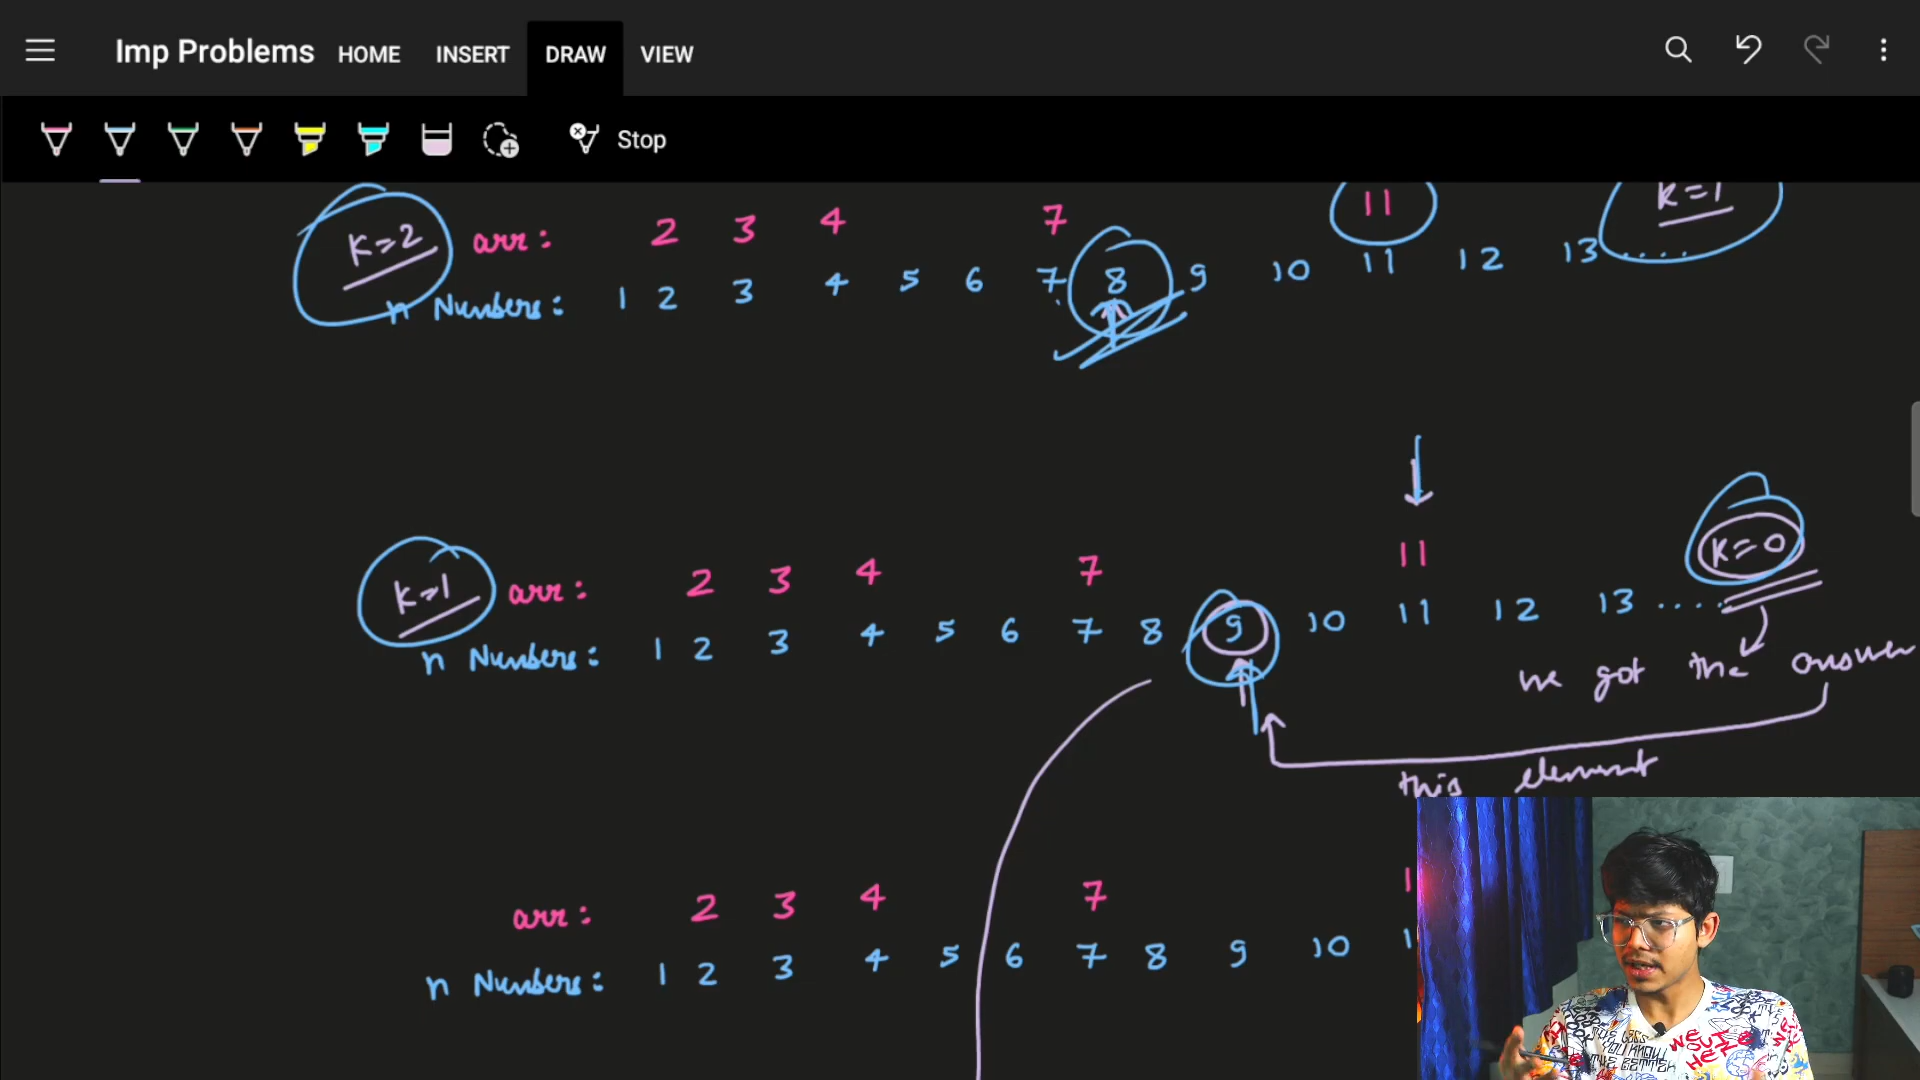 Imp Problems HOME INSERT DRAW VIEW
Stop
K=2 arr: 2 3 4 7 11 K=1
n Numbers: 1 2 3 4 5 6 7 8 9 10 11 12 13.....
K=1 arr: 2 3 4 7 11 K=0
n Numbers: 1 2 3 4 5 6 7 8 9 10 11 12 13 .....
we got the answer
this element
arr: 2 3 4 7
n Numbers: 1 2 3 4 5 6 7 8 9 10